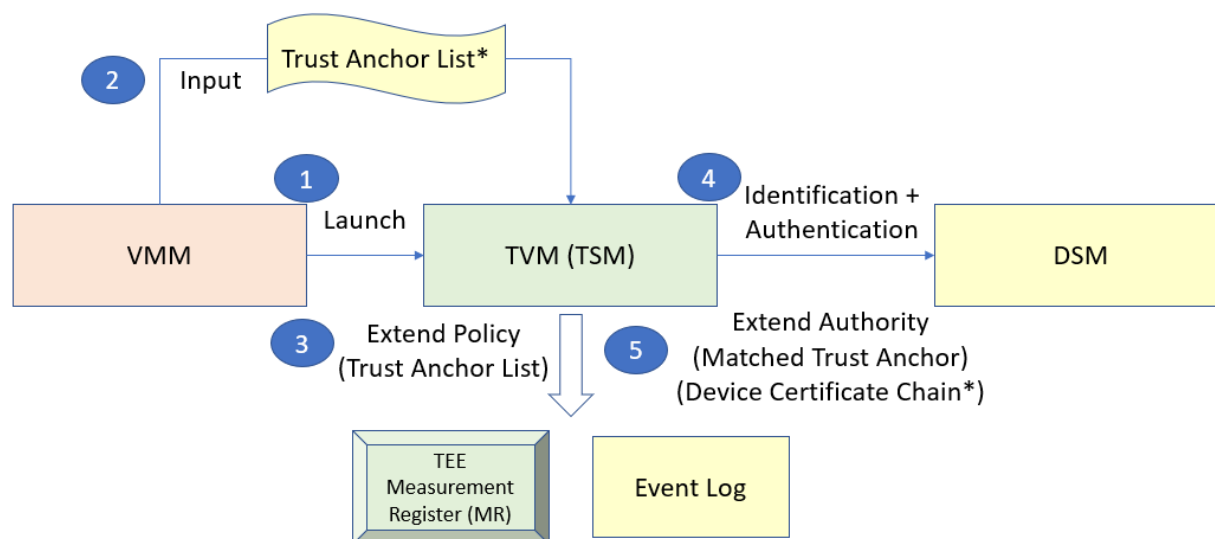 Trust Anchor List*
2
Input
1
4
Identification +
Authentication
Launch
VMM
TVM (TSM)
DSM
3
Extend Policy
(Trust Anchor List)
5
Extend Authority
(Matched Trust Anchor)
(Device Certificate Chain*)
TEE
Measurement
Register (MR)
Event Log